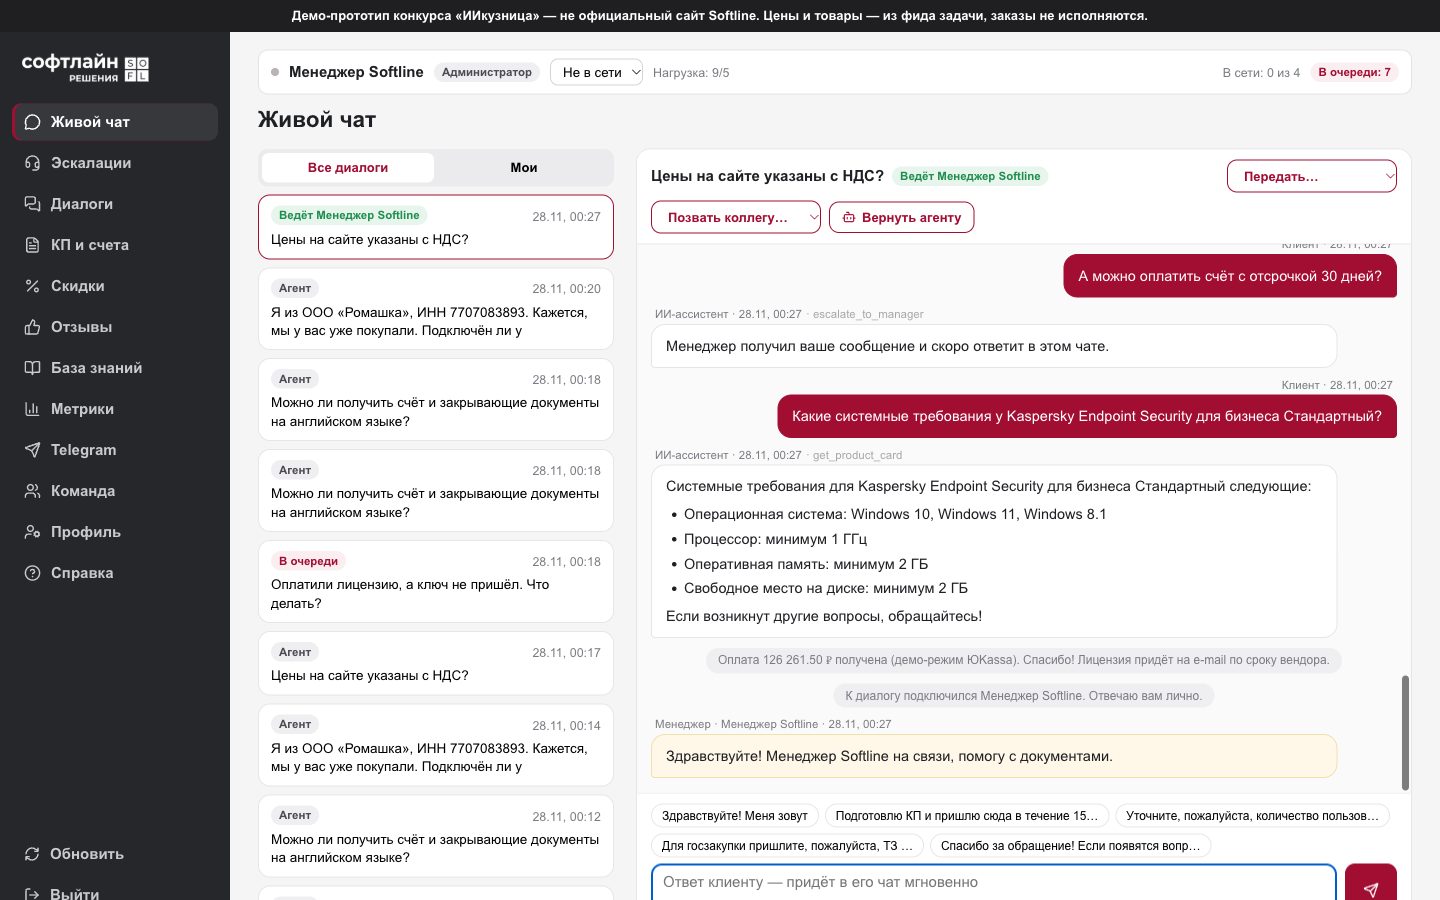 Демо-прототип конкурса «ИИкузница» — не официальный сайт Softline. Цены и товары — из фида задачи, заказы не исполняются.
софтлайн
РЕШЕНИЯ
SO
FL
Живой чат
Эскалации
Диалоги
КП и счета
Скидки
Отзывы
База знаний
Метрики
Telegram
Команда
Профиль
Справка
Обновить
Выйти
Менеджер Softline
Администратор
Не в сети
Нагрузка: 9/5
В сети: 0 из 4
В очереди: 7
Живой чат
Все диалоги
Мои
Ведёт Менеджер Softline
28.11, 00:27
Цены на сайте указаны с НДС?
Агент
28.11, 00:20
Я из ООО «Ромашка», ИНН 7707083893. Кажется,
мы у вас уже покупали. Подключён ли у
Агент
28.11, 00:18
Можно ли получить счёт и закрывающие документы
на английском языке?
Агент
28.11, 00:18
Можно ли получить счёт и закрывающие документы
на английском языке?
В очереди
28.11, 00:18
Оплатили лицензию, а ключ не пришёл. Что
делать?
Агент
28.11, 00:17
Цены на сайте указаны с НДС?
Агент
28.11, 00:14
Я из ООО «Ромашка», ИНН 7707083893. Кажется,
мы у вас уже покупали. Подключён ли у
Агент
28.11, 00:12
Можно ли получить счёт и закрывающие документы
на английском языке?
Цены на сайте указаны с НДС?
Ведёт Менеджер Softline
Передать…
Позвать коллегу…
Вернуть агенту
Клиент · 28.11, 00:27
А можно оплатить счёт с отсрочкой 30 дней?
ИИ-ассистент · 28.11, 00:27 · escalate_to_manager
Менеджер получил ваше сообщение и скоро ответит в этом чате.
Клиент · 28.11, 00:27
Какие системные требования у Kaspersky Endpoint Security для бизнеса Стандартный?
ИИ-ассистент · 28.11, 00:27 · get_product_card
Системные требования для Kaspersky Endpoint Security для бизнеса Стандартный следующие:
• Операционная система: Windows 10, Windows 11, Windows 8.1
• Процессор: минимум 1 ГГц
• Оперативная память: минимум 2 ГБ
• Свободное место на диске: минимум 2 ГБ
Если возникнут другие вопросы, обращайтесь!
Оплата 126 261.50 ₽ получена (демо-режим ЮKassa). Спасибо! Лицензия придёт на e-mail по сроку вендора.
К диалогу подключился Менеджер Softline. Отвечаю вам лично.
Менеджер · Менеджер Softline · 28.11, 00:27
Здравствуйте! Менеджер Softline на связи, помогу с документами.
Здравствуйте! Меня зовут
Подготовлю КП и пришлю сюда в течение 15…
Уточните, пожалуйста, количество пользов…
Для госзакупки пришлите, пожалуйста, ТЗ …
Спасибо за обращение! Если появятся вопр…
Ответ клиенту — придёт в его чат мгновенно